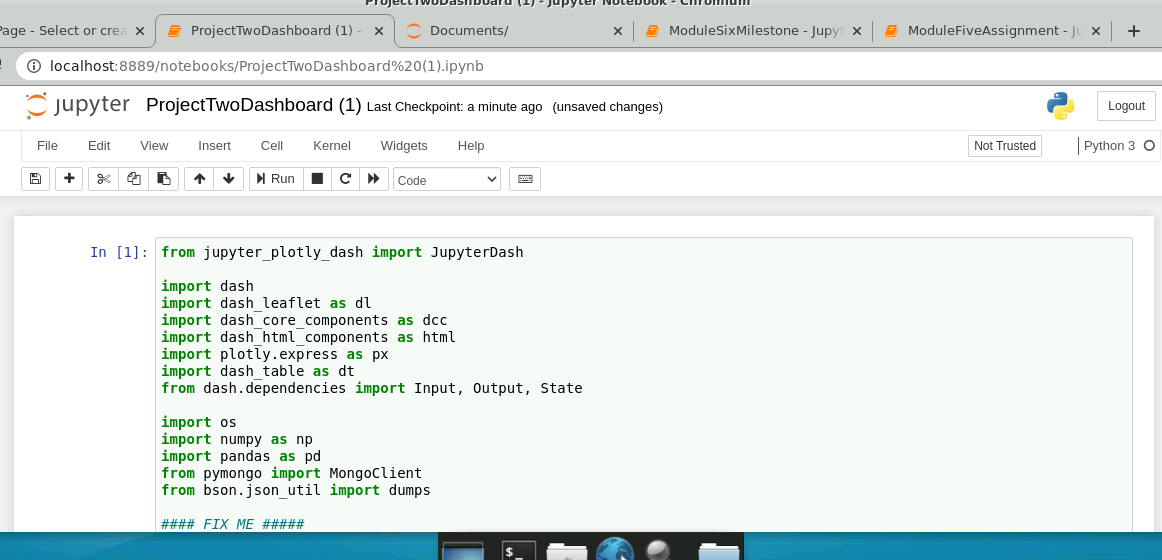 ProjectTwoDashboard (1) - Jupyter Notebook - Chromium
Page - Select or crea
ProjectTwoDashboard (1) -
Documents/
ModuleSixMilestone - Jupyt
ModuleFiveAssignment - Ju
localhost:8889/notebooks/ProjectTwoDashboard%20(1).ipynb
jupyter ProjectTwoDashboard (1) Last Checkpoint: a minute ago (unsaved changes)
Logout
File Edit View Insert Cell Kernel Widgets Help
Not Trusted
Python 3
Run
Code
In [1]:
from jupyter_plotly_dash import JupyterDash
import dash
import dash_leaflet as dl
import dash_core_components as dcc
import dash_html_components as html
import plotly.express as px
import dash_table as dt
from dash.dependencies import Input, Output, State
import os
import numpy as np
import pandas as pd
from pymongo import MongoClient
from bson.json_util import dumps
#### FIX ME #####
$_